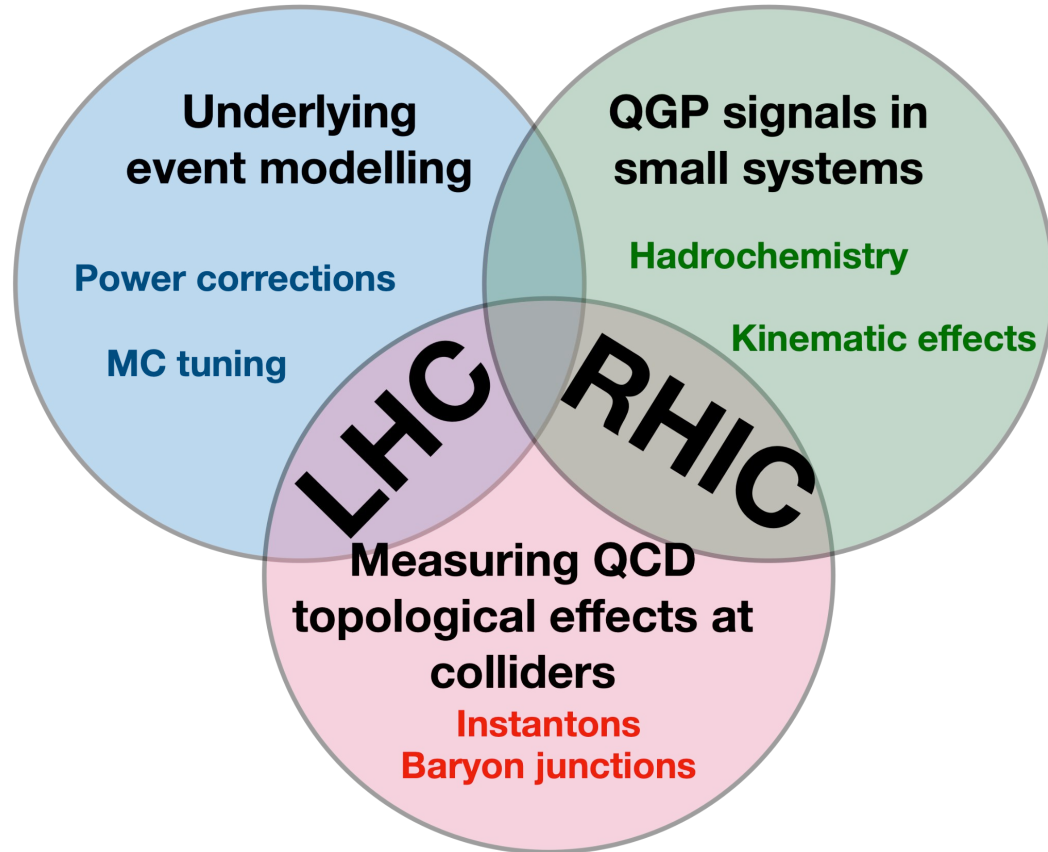 Underlying
event modelling
Power corrections
MC tuning
QGP signals in
small systems
Hadrochemistry
Kinematic effects
LHC
RHIC
Measuring QCD
topological effects at
colliders
Instantons
Baryon junctions